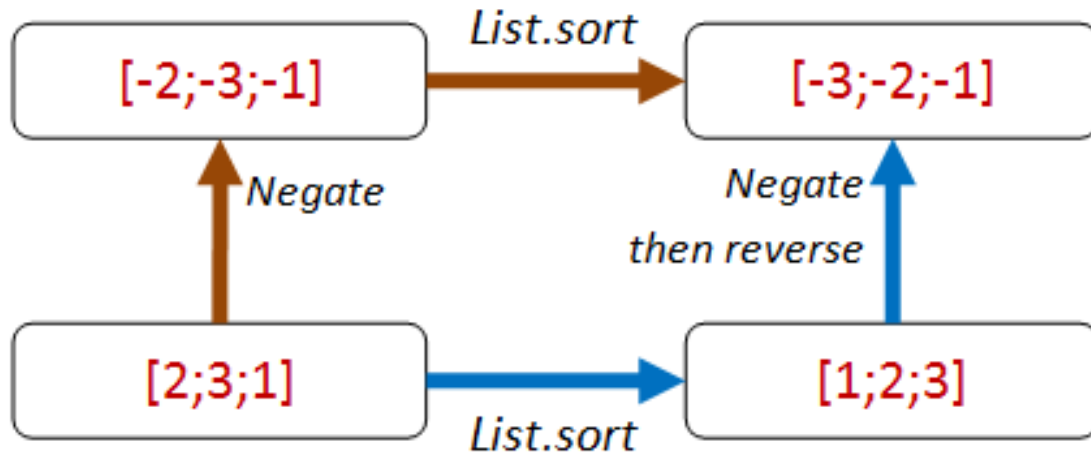 List.sort
[-2;-3;-1]
[-3;-2;-1]
Negate
Negate
then reverse
[2;3;1]
[1;2;3]
List.sort